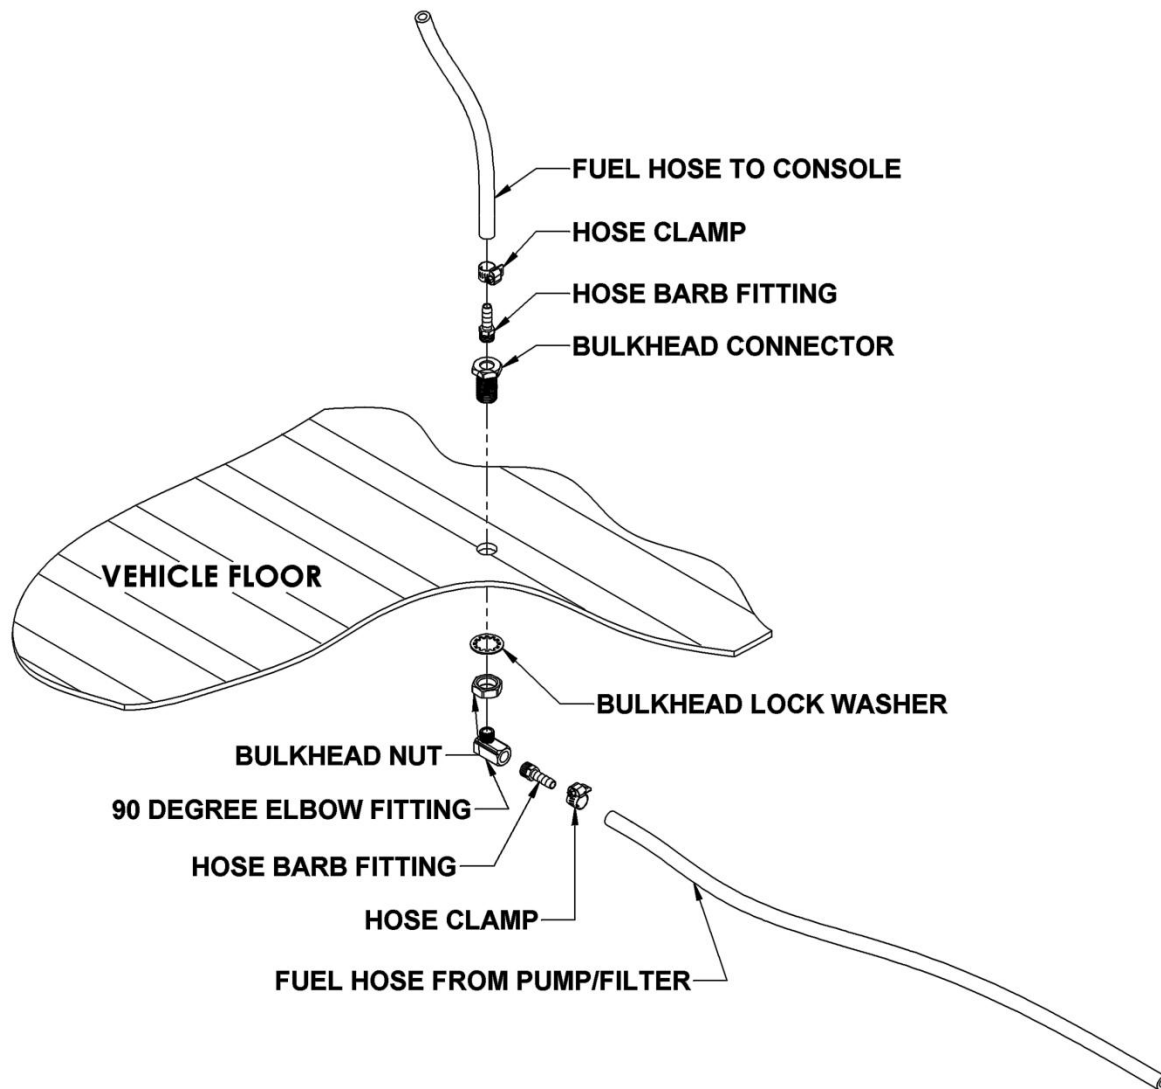 FUEL HOSE TO CONSOLE
HOSE CLAMP
HOSE BARB FITTING
BULKHEAD CONNECTOR
VEHICLE FLOOR
BULKHEAD LOCK WASHER
BULKHEAD NUT
90 DEGREE ELBOW FITTING
HOSE BARB FITTING
HOSE CLAMP
FUEL HOSE FROM PUMP/FILTER